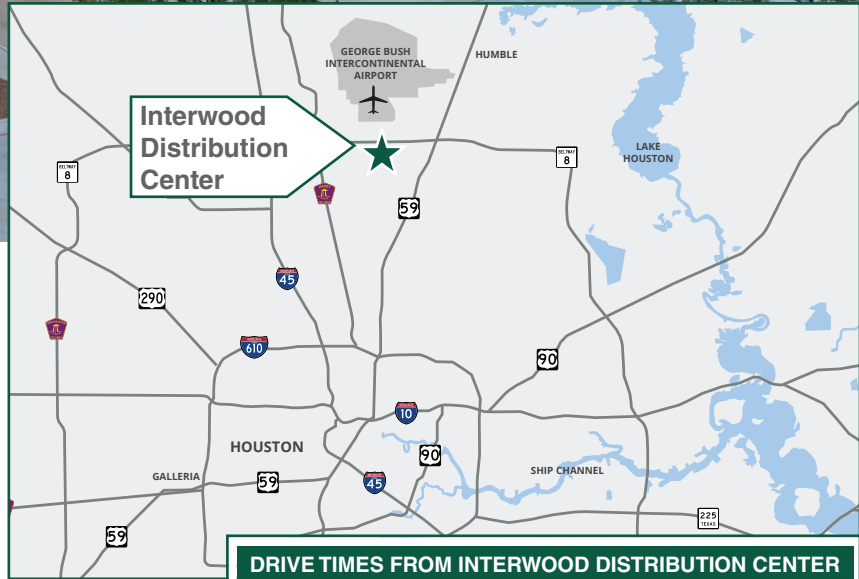 GEORGE BUSH
INTERCONTINENTAL
AIRPORT
HUMBLE
Interwood
Distribution
Center
LAKE
HOUSTON
BELTWAY
8
BELTWAY
8
59
45
290
610
90
10
HOUSTON
90
GALLERIA
59
45
SHIP CHANNEL
225
TEXAS
59
DRIVE TIMES FROM INTERWOOD DISTRIBUTION CENTER